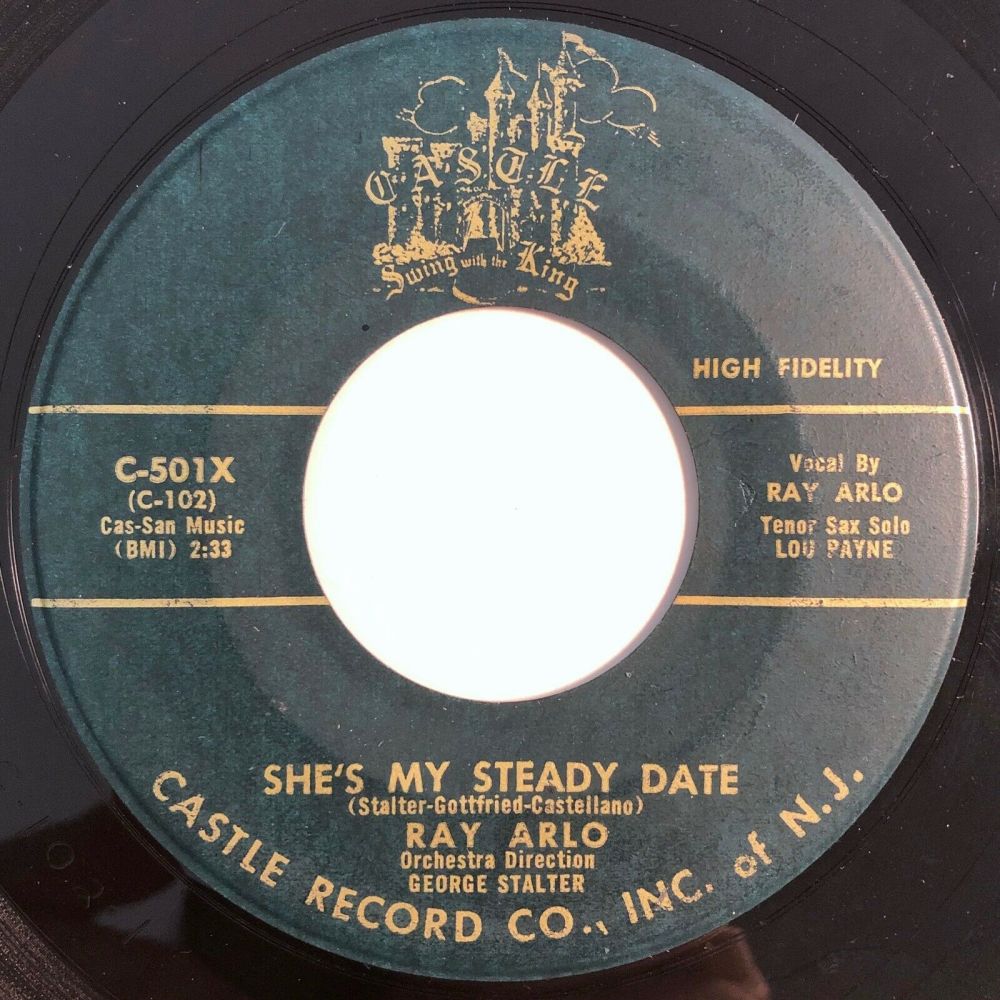 CASTLE
Swing with the King
HIGH FIDELITY
C-501X
(C-102)
Cas-San Music
(BMI) 2:33
Vocal By
RAY ARLO
Tenor Sax Solo
LOU PAYNE
SHE'S MY STEADY DATE
(Stalter-Gottfried-Castellano)
RAY ARLO
Orchestra Direction
GEORGE STALTER
CASTLE RECORD CO., INC. of N.J.